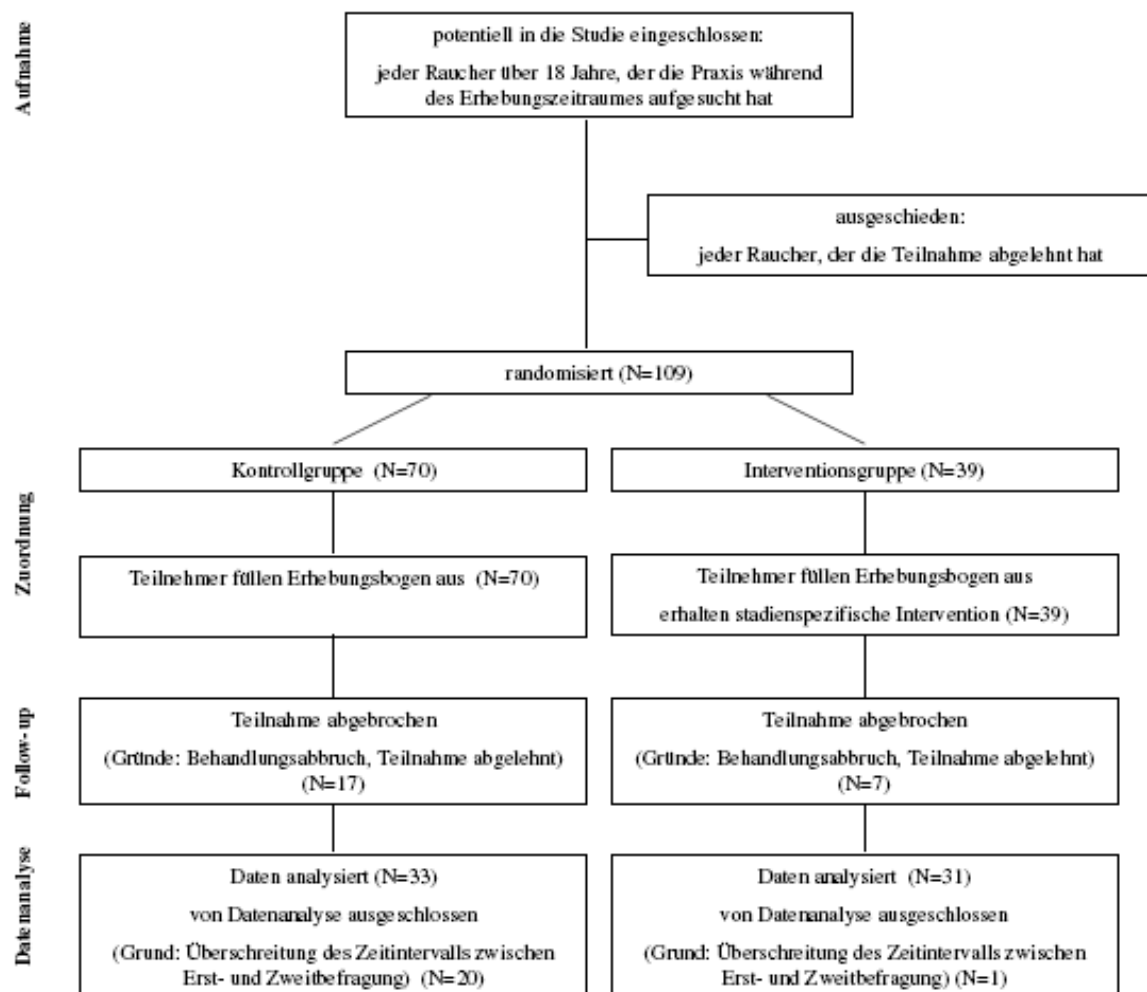 Aufnahme
potentiell in die Studie eingeschlossen:
jeder Raucher über 18 Jahre, der die Praxis während
des Erhebungszeitraumes aufgesucht hat
ausgeschieden:
jeder Raucher, der die Teilnahme abgelehnt hat
randomisiert (N=109)
Zuordnung
Kontrollgruppe (N=70)
Interventionsgruppe (N=39)
Teilnehmer füllen Erhebungsbogen aus (N=70)
Teilnehmer füllen Erhebungsbogen aus
erhalten stadienspezifische Intervention (N=39)
Follow-up
Teilnahme abgebrochen
(Gründe: Behandlungsabbruch, Teilnahme abgelehnt)
(N=17)
Teilnahme abgebrochen
(Gründe: Behandlungsabbruch, Teilnahme abgelehnt)
(N=7)
Datenanalyse
Daten analysiert (N=33)
von Datenanalyse ausgeschlossen
(Grund: Überschreitung des Zeitintervalls zwischen
Erst- und Zweitbefragung) (N=20)
Daten analysiert (N=31)
von Datenanalyse ausgeschlossen
(Grund: Überschreitung des Zeitintervalls zwischen
Erst- und Zweitbefragung) (N=1)